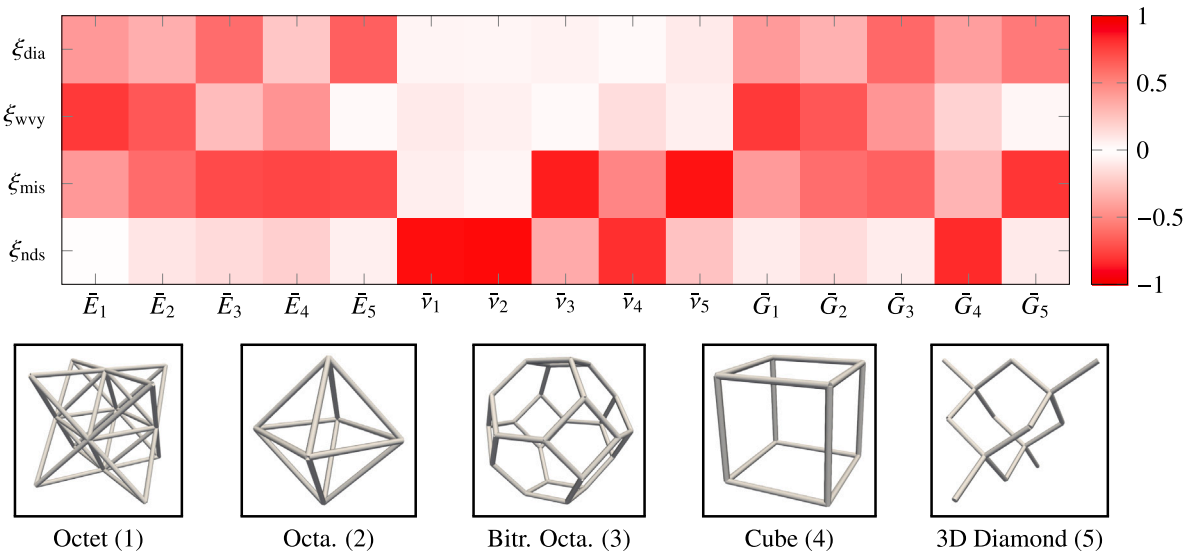 1
ξdia
0.5
ξwvy
0
ξmis
−0.5
ξnds
−1
Ē1 Ē2 Ē3 Ē4 Ē5 ν̄1 ν̄2 ν̄3 ν̄4 ν̄5 Ḡ1 Ḡ2 Ḡ3 Ḡ4 Ḡ5
Octet (1) Octa. (2) Bitr. Octa. (3) Cube (4) 3D Diamond (5)